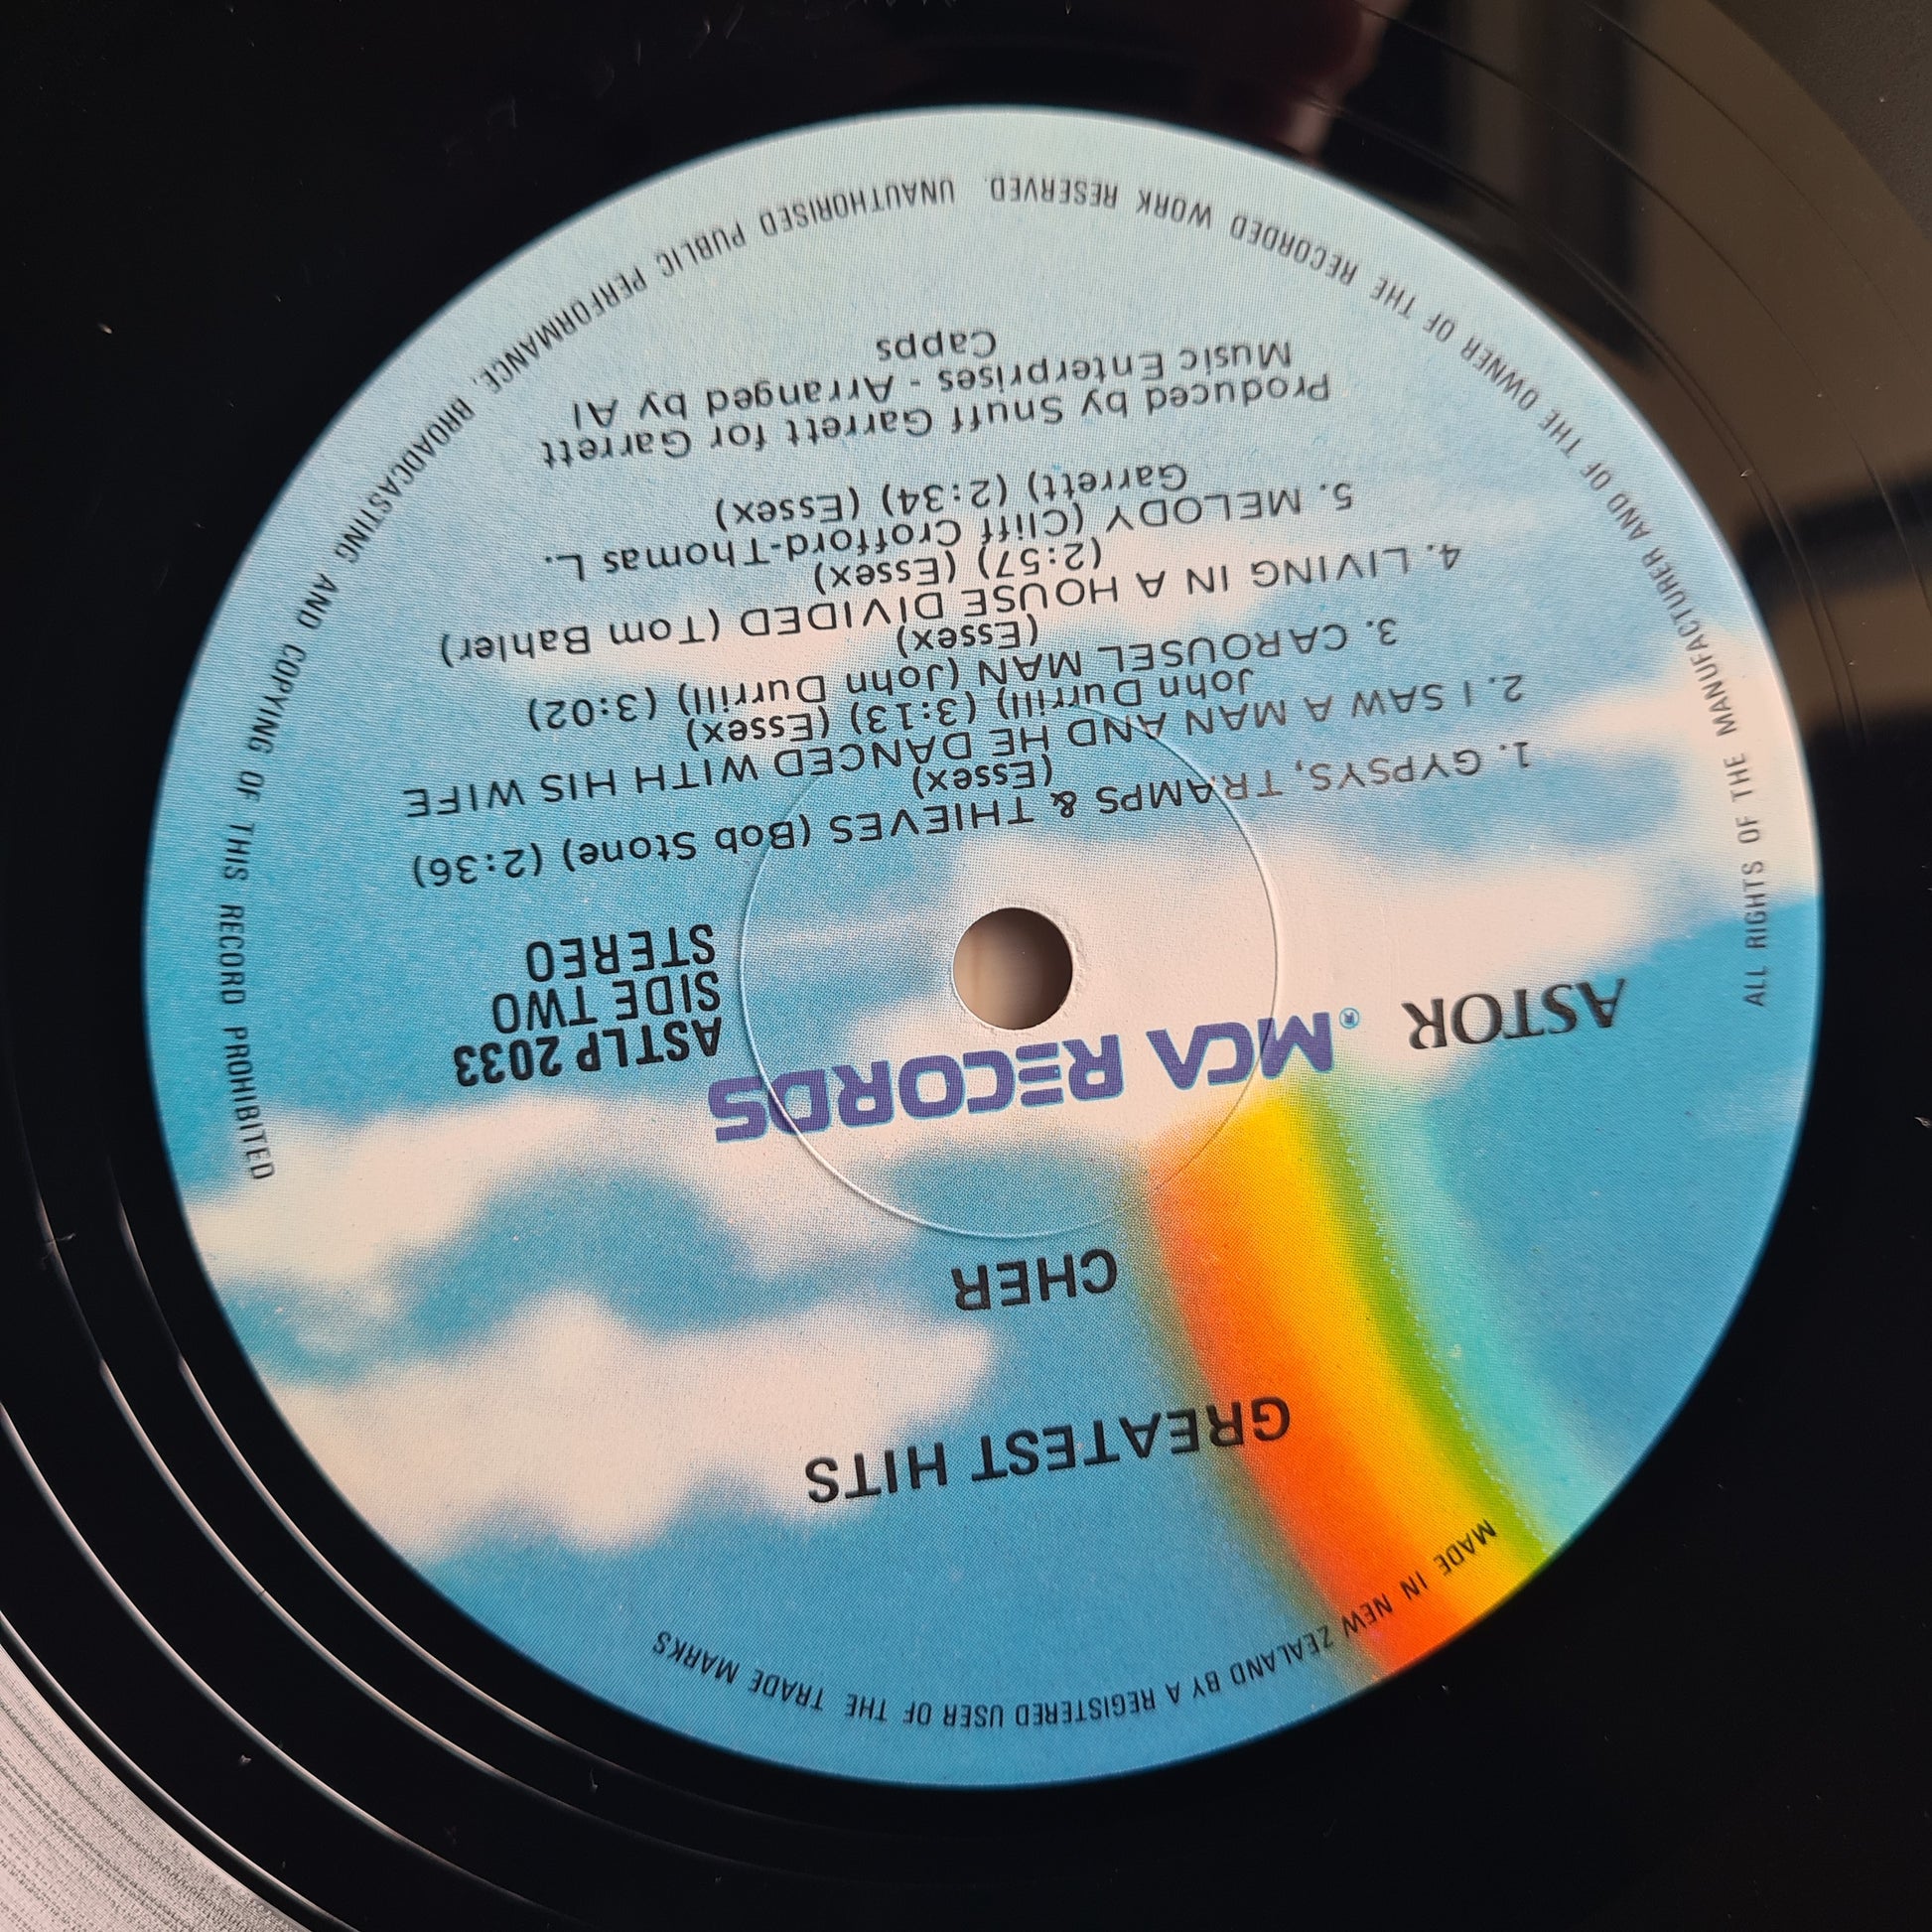 MADE IN NEW ZEALAND BY A REGISTERED USER OF THE TRADE MARKS
GREATEST HITS
CHER
ASTOR
MCA RECORDS®
ASTLP 2033
SIDE TWO
STEREO
1. GYPSYS, TRAMPS & THIEVES (Bob Stone) (2:36)
(Essex)
2. I SAW A MAN AND HE DANCED WITH HIS WIFE
John Durrill) (3:13) (Essex)
3. CAROUSEL MAN (John Durrill) (3:02)
(Essex)
4. LIVING IN A HOUSE DIVIDED (Tom Bahler)
(2:57) (Essex)
5. MELODY (Cliff Crofford-Thomas L.
Garrett) (2:34) (Essex)
Produced by Snuff Garrett for Garrett
Music Enterprises - Arranged by Al
Capps
ALL RIGHTS OF THE MANUFACTURER AND OF THE OWNER OF THE RECORDED WORK RESERVED. UNAUTHORISED PUBLIC PERFORMANCE, BROADCASTING AND COPYING OF THIS RECORD PROHIBITED